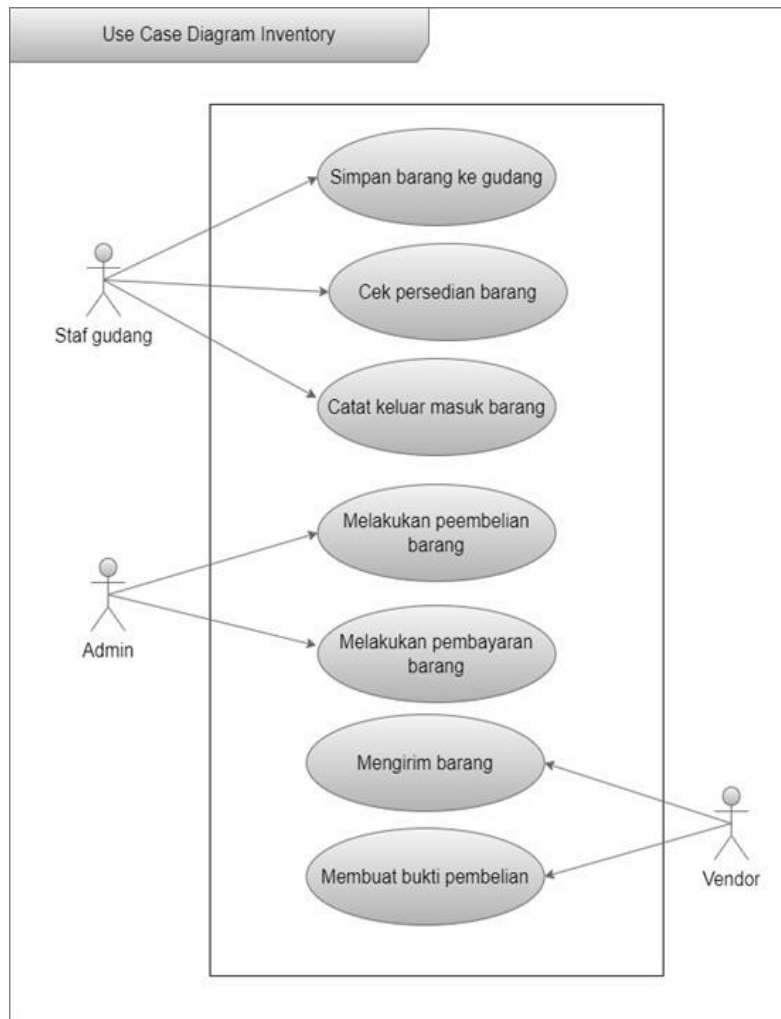 Use Case Diagram Inventory
Simpan barang ke gudang
Cek persedian barang
Staf gudang
Catat keluar masuk barang
Melakukan peembelian
barang
Admin
Melakukan pembayaran
barang
Mengirim barang
Membuat bukti pembelian
Vendor